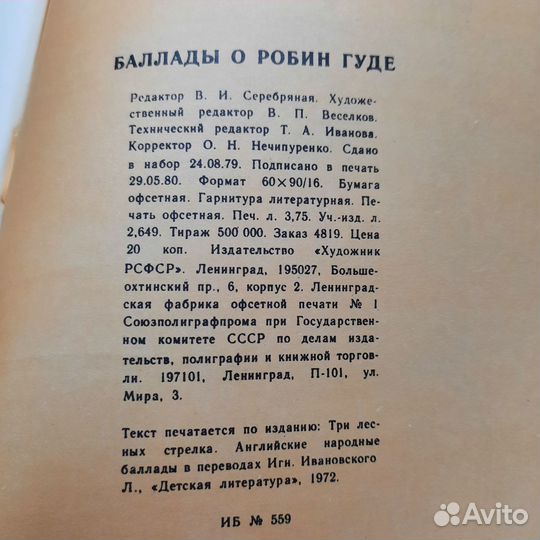 БАЛЛАДЫ О РОБИН ГУДЕ
Редактор В. И. Серебряная. Художе-
ственный редактор В. П. Веселков.
Технический редактор Т. А. Иванова.
Корректор О. Н. Нечипуренко. Сдано
в набор 24.08.79. Подписано в печать
29.05.80. Формат 60×90/16. Бумага
офсетная. Гарнитура литературная. Пе-
чать офсетная. Печ. л. 3,75. Уч.-изд. л.
2,649. Тираж 500 000. Заказ 4819. Цена
20 коп. Издательство «Художник
РСФСР». Ленинград, 195027, Больше-
охтинский пр., 6, корпус 2. Ленинград-
ская фабрика офсетной печати № 1
Союзполиграфпрома при Государствен-
ном комитете СССР по делам изда-
тельств, полиграфии и книжной торгов-
ли. 197101, Ленинград, П-101, ул.
Мира, 3.
Текст печатается по изданию: Три лес-
ных стрелка. Английские народные
баллады в переводах Игн. Ивановского
Л., «Детская литература», 1972.
ИБ № 559
Avito